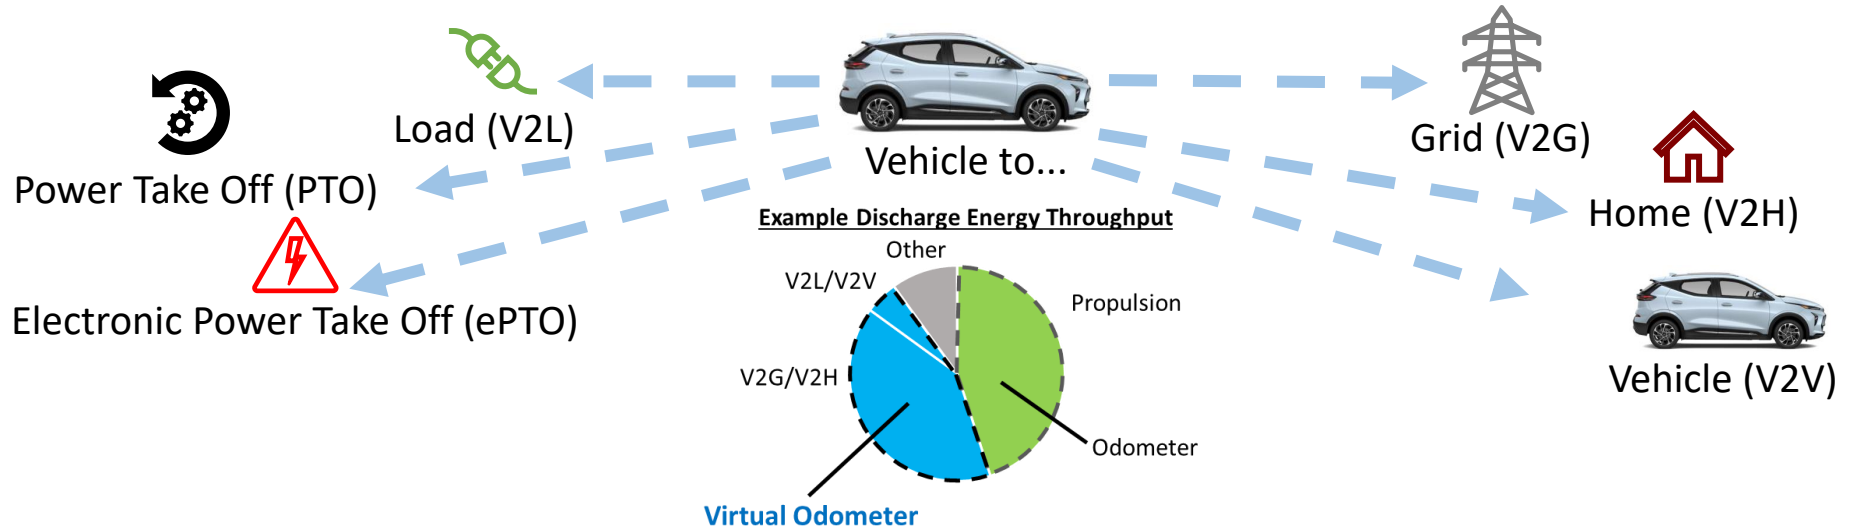 Load (V2L)
Power Take Off (PTO)
Electronic Power Take Off (ePTO)
Vehicle to...
Grid (V2G)
Home (V2H)
Vehicle (V2V)
Example Discharge Energy Throughput
Other
V2L/V2V
Propulsion
V2G/V2H
Odometer
Virtual Odometer